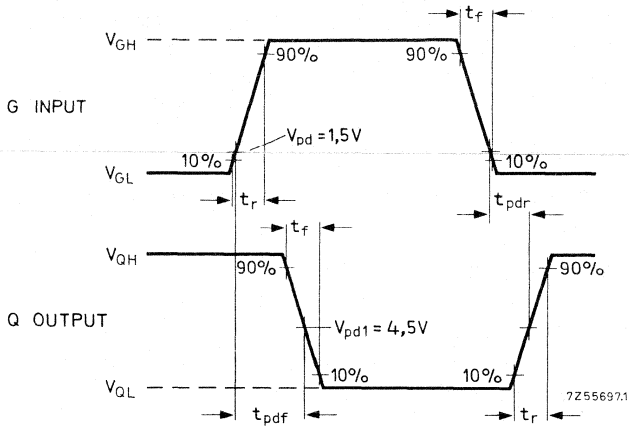 t_f
V_GH
90% 90%
G INPUT
V_pd = 1,5V
10% 10%
V_GL
t_r t_pdr
t_f
V_QH
90% 90%
Q OUTPUT
V_pd1 = 4,5V
10% 10%
V_QL
7Z55697.1
t_pdf t_r